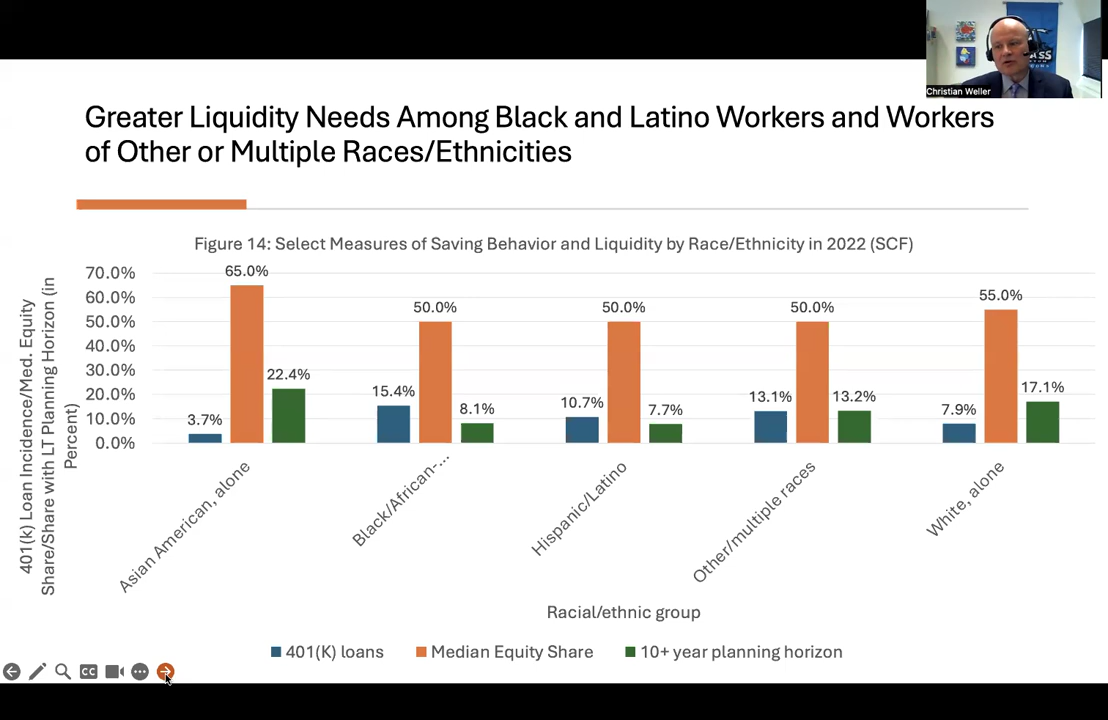 Christian Weller
Greater Liquidity Needs Among Black and Latino Workers and Workers
of Other or Multiple Races/Ethnicities
Figure 14: Select Measures of Saving Behavior and Liquidity by Race/Ethnicity in 2022 (SCF)
401(k) Loan Incidence/Med. Equity
Share/Share with LT Planning Horizon (in
Percent)
70.0%
60.0%
50.0%
40.0%
30.0%
20.0%
10.0%
0.0%
3.7%
65.0%
22.4%
15.4%
50.0%
8.1%
10.7%
50.0%
7.7%
13.1%
50.0%
13.2%
7.9%
55.0%
17.1%
Asian American, alone
Black/African-...
Hispanic/Latino
Other/multiple races
White, alone
Racial/ethnic group
401(K) loans
Median Equity Share
10+ year planning horizon
CC